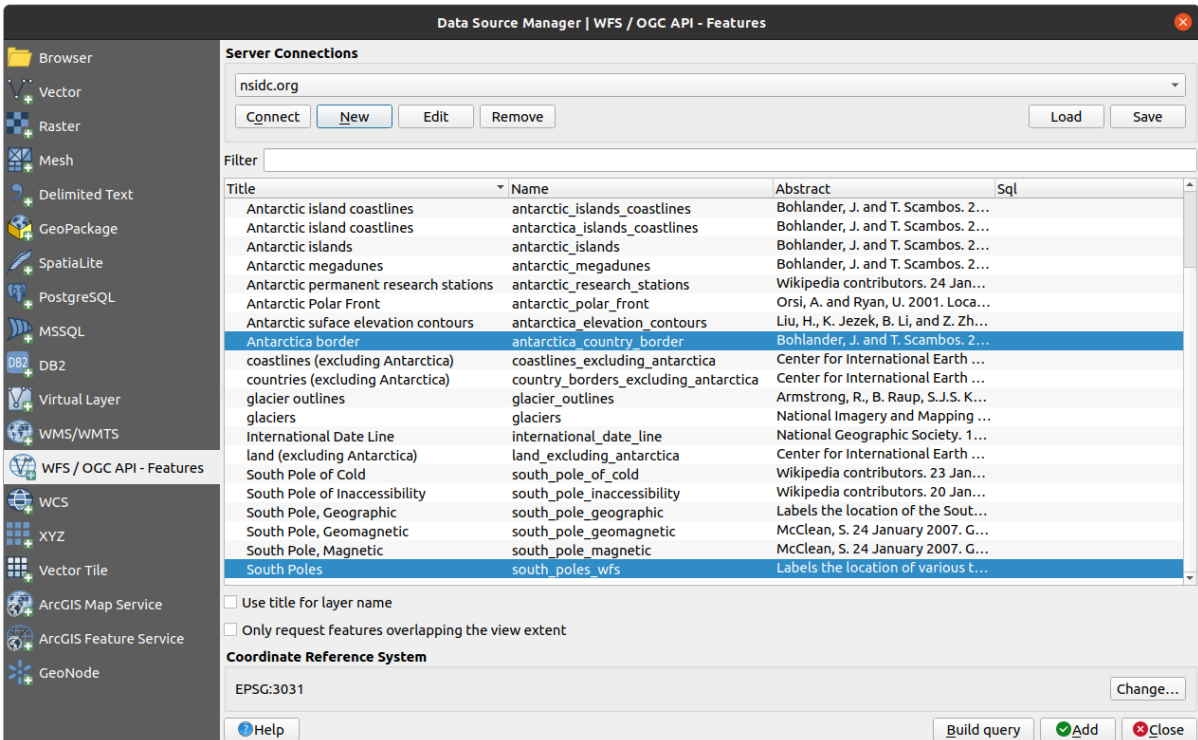 Data Source Manager | WFS / OGC API - Features
Browser
Vector
Raster
Mesh
Delimited Text
GeoPackage
SpatiaLite
PostgreSQL
MSSQL
DB2 DB2
Virtual Layer
WMS/WMTS
WFS / OGC API - Features
WCS
XYZ
Vector Tile
ArcGIS Map Service
ArcGIS Feature Service
GeoNode
Server Connections
nsidc.org
Connect New Edit Remove Load Save
Filter
Title Name Abstract Sql
Antarctic island coastlines antarctic_islands_coastlines Bohlander, J. and T. Scambos. 2...
Antarctic island coastlines antarctica_islands_coastlines Bohlander, J. and T. Scambos. 2...
Antarctic islands antarctic_islands Bohlander, J. and T. Scambos. 2...
Antarctic megadunes antarctic_megadunes Bohlander, J. and T. Scambos. 2...
Antarctic permanent research stations antarctic_research_stations Wikipedia contributors. 24 Jan...
Antarctic Polar Front antarctic_polar_front Orsi, A. and Ryan, U. 2001. Loca...
Antarctic suface elevation contours antarctica_elevation_contours Liu, H., K. Jezek, B. Li, and Z. Zh...
Antarctica border antarctica_country_border Bohlander, J. and T. Scambos. 2...
coastlines (excluding Antarctica) coastlines_excluding_antarctica Center for International Earth ...
countries (excluding Antarctica) country_borders_excluding_antarctica Center for International Earth ...
glacier outlines glacier_outlines Armstrong, R., B. Raup, S.J.S. K...
glaciers glaciers National Imagery and Mapping ...
International Date Line international_date_line National Geographic Society. 1...
land (excluding Antarctica) land_excluding_antarctica Center for International Earth ...
South Pole of Cold south_pole_of_cold Wikipedia contributors. 23 Jan...
South Pole of Inaccessibility south_pole_inaccessibility Wikipedia contributors. 20 Jan...
South Pole, Geographic south_pole_geographic Labels the location of the Sout...
South Pole, Geomagnetic south_pole_geomagnetic McClean, S. 24 January 2007. G...
South Pole, Magnetic south_pole_magnetic McClean, S. 24 January 2007. G...
South Poles south_poles_wfs Labels the location of various t...
Use title for layer name
Only request features overlapping the view extent
Coordinate Reference System
EPSG:3031 Change...
Help Build query Add Close